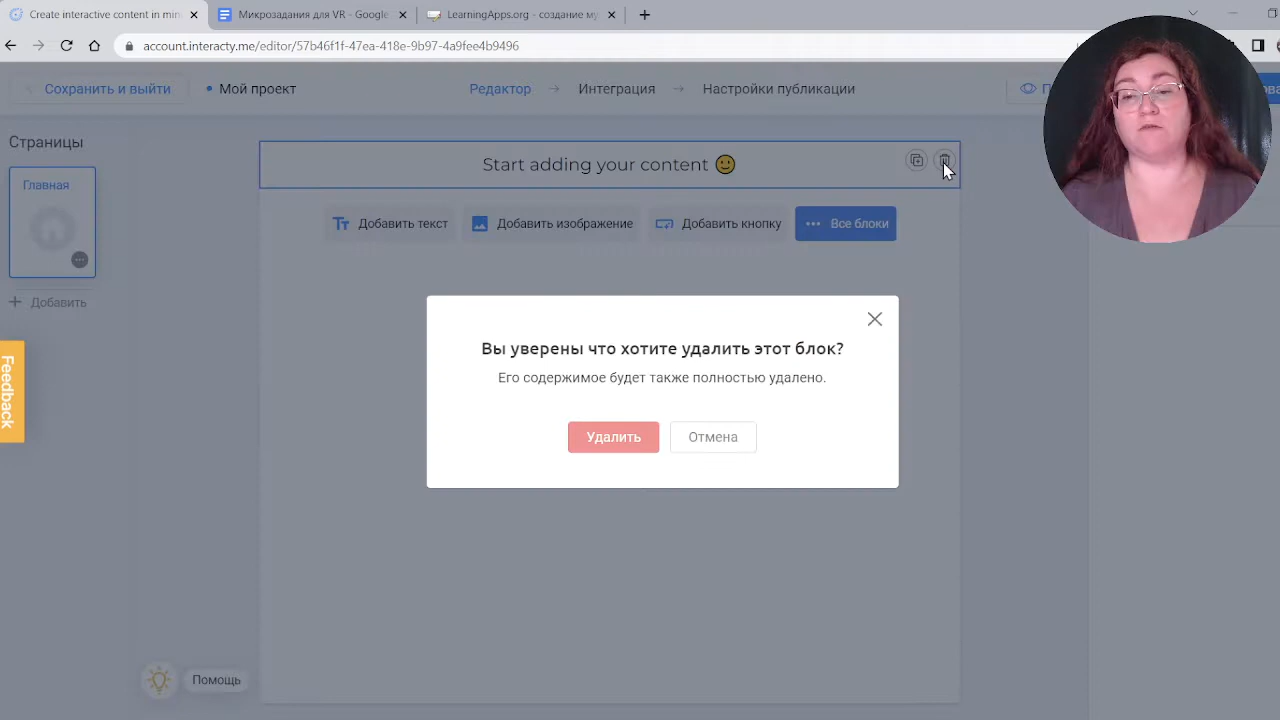 Create interactive content in min
Микрозадания для VR - Google
LearningApps.org - создание му
account.interacty.me/editor/57b46f1f-47ea-418e-9b97-4a9fee4b9496
Сохранить и выйти
Мой проект
Редактор → Интеграция → Настройки публикации
Страницы
Главная
Добавить
Start adding your content 🙂
Добавить текст
Добавить изображение
Добавить кнопку
Все блоки
Вы уверены что хотите удалить этот блок?
Его содержимое будет также полностью удалено.
Удалить
Отмена
Feedback
Помощь